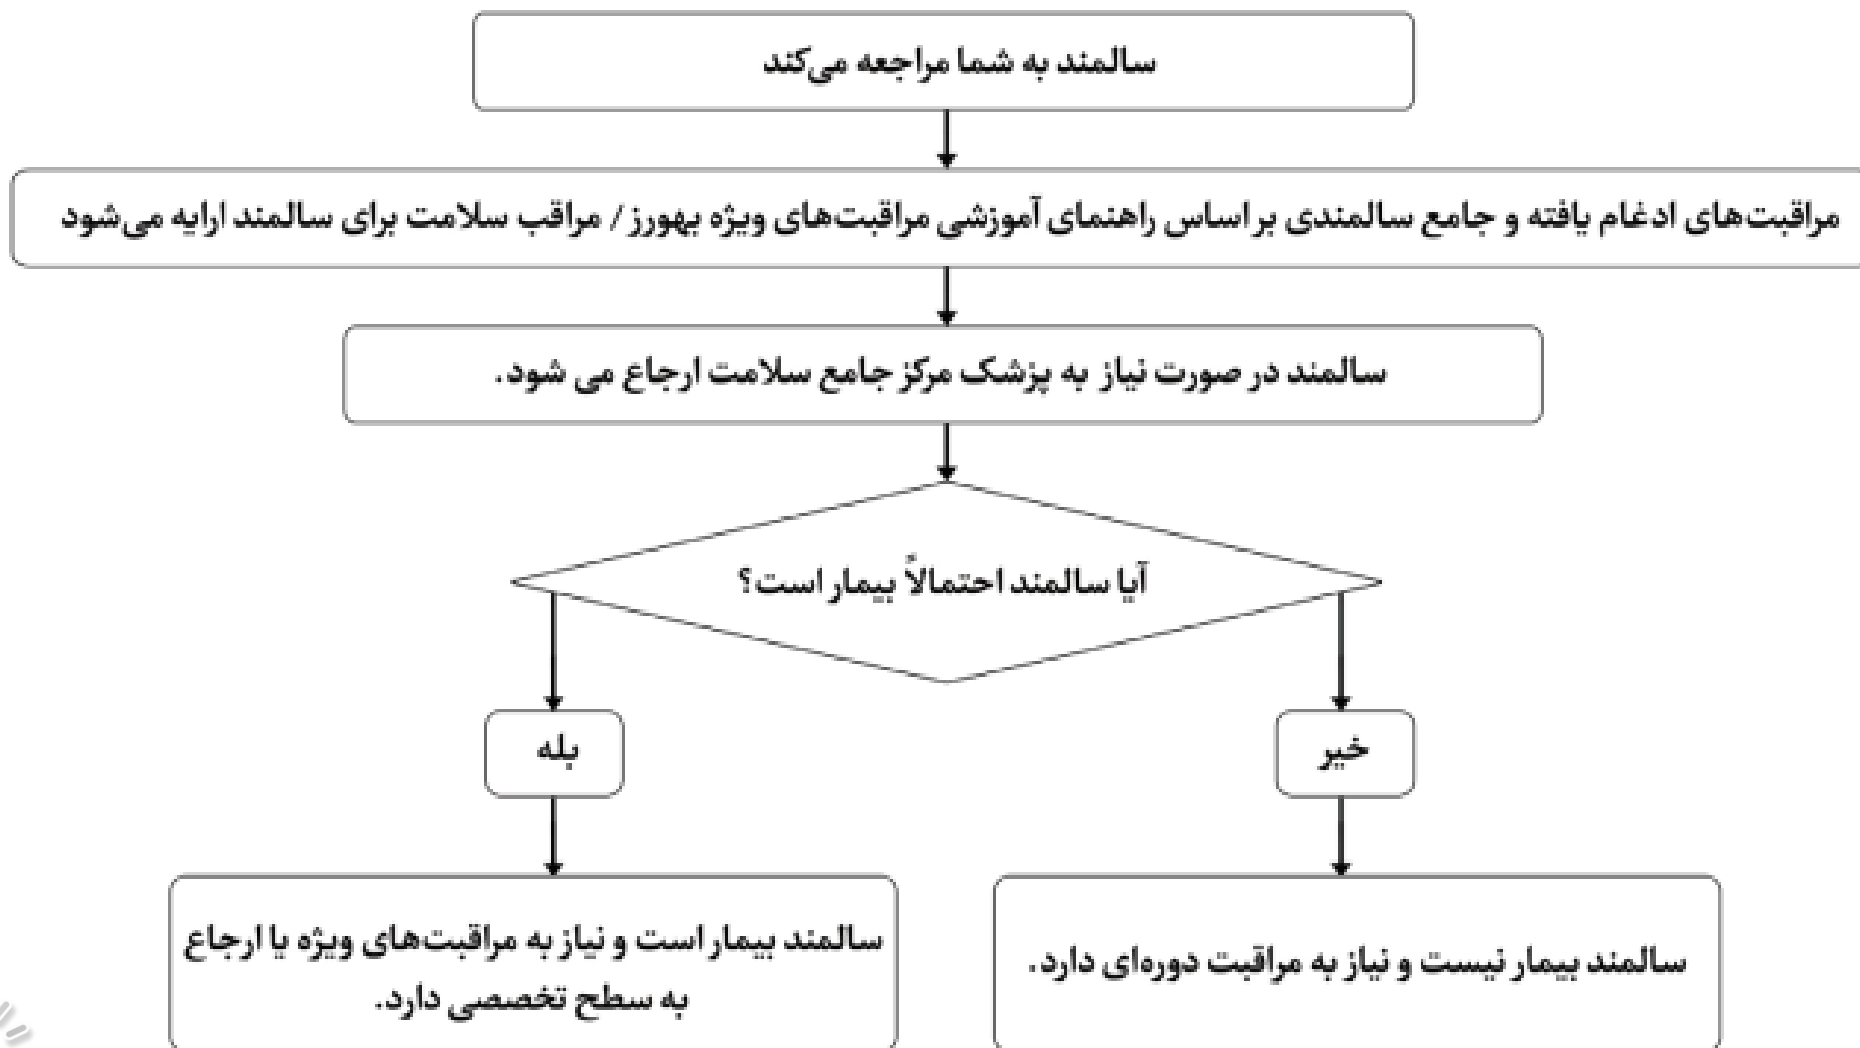 سالمند به شما مراجعه می‌کند
مراقبت‌های ادغام یافته و جامع سالمندی بر اساس راهنمای آموزشی مراقبت‌های ویژه بهورز / مراقب سلامت برای سالمند ارایه می‌شود
سالمند در صورت نیاز به پزشک مرکز جامع سلامت ارجاع می شود.
آیا سالمند احتمالاً بیمار است؟
خیر
بله
سالمند بیمار نیست و نیاز به مراقبت دوره‌ای دارد.
سالمند بیمار است و نیاز به مراقبت‌های ویژه یا ارجاع
به سطح تخصصی دارد.